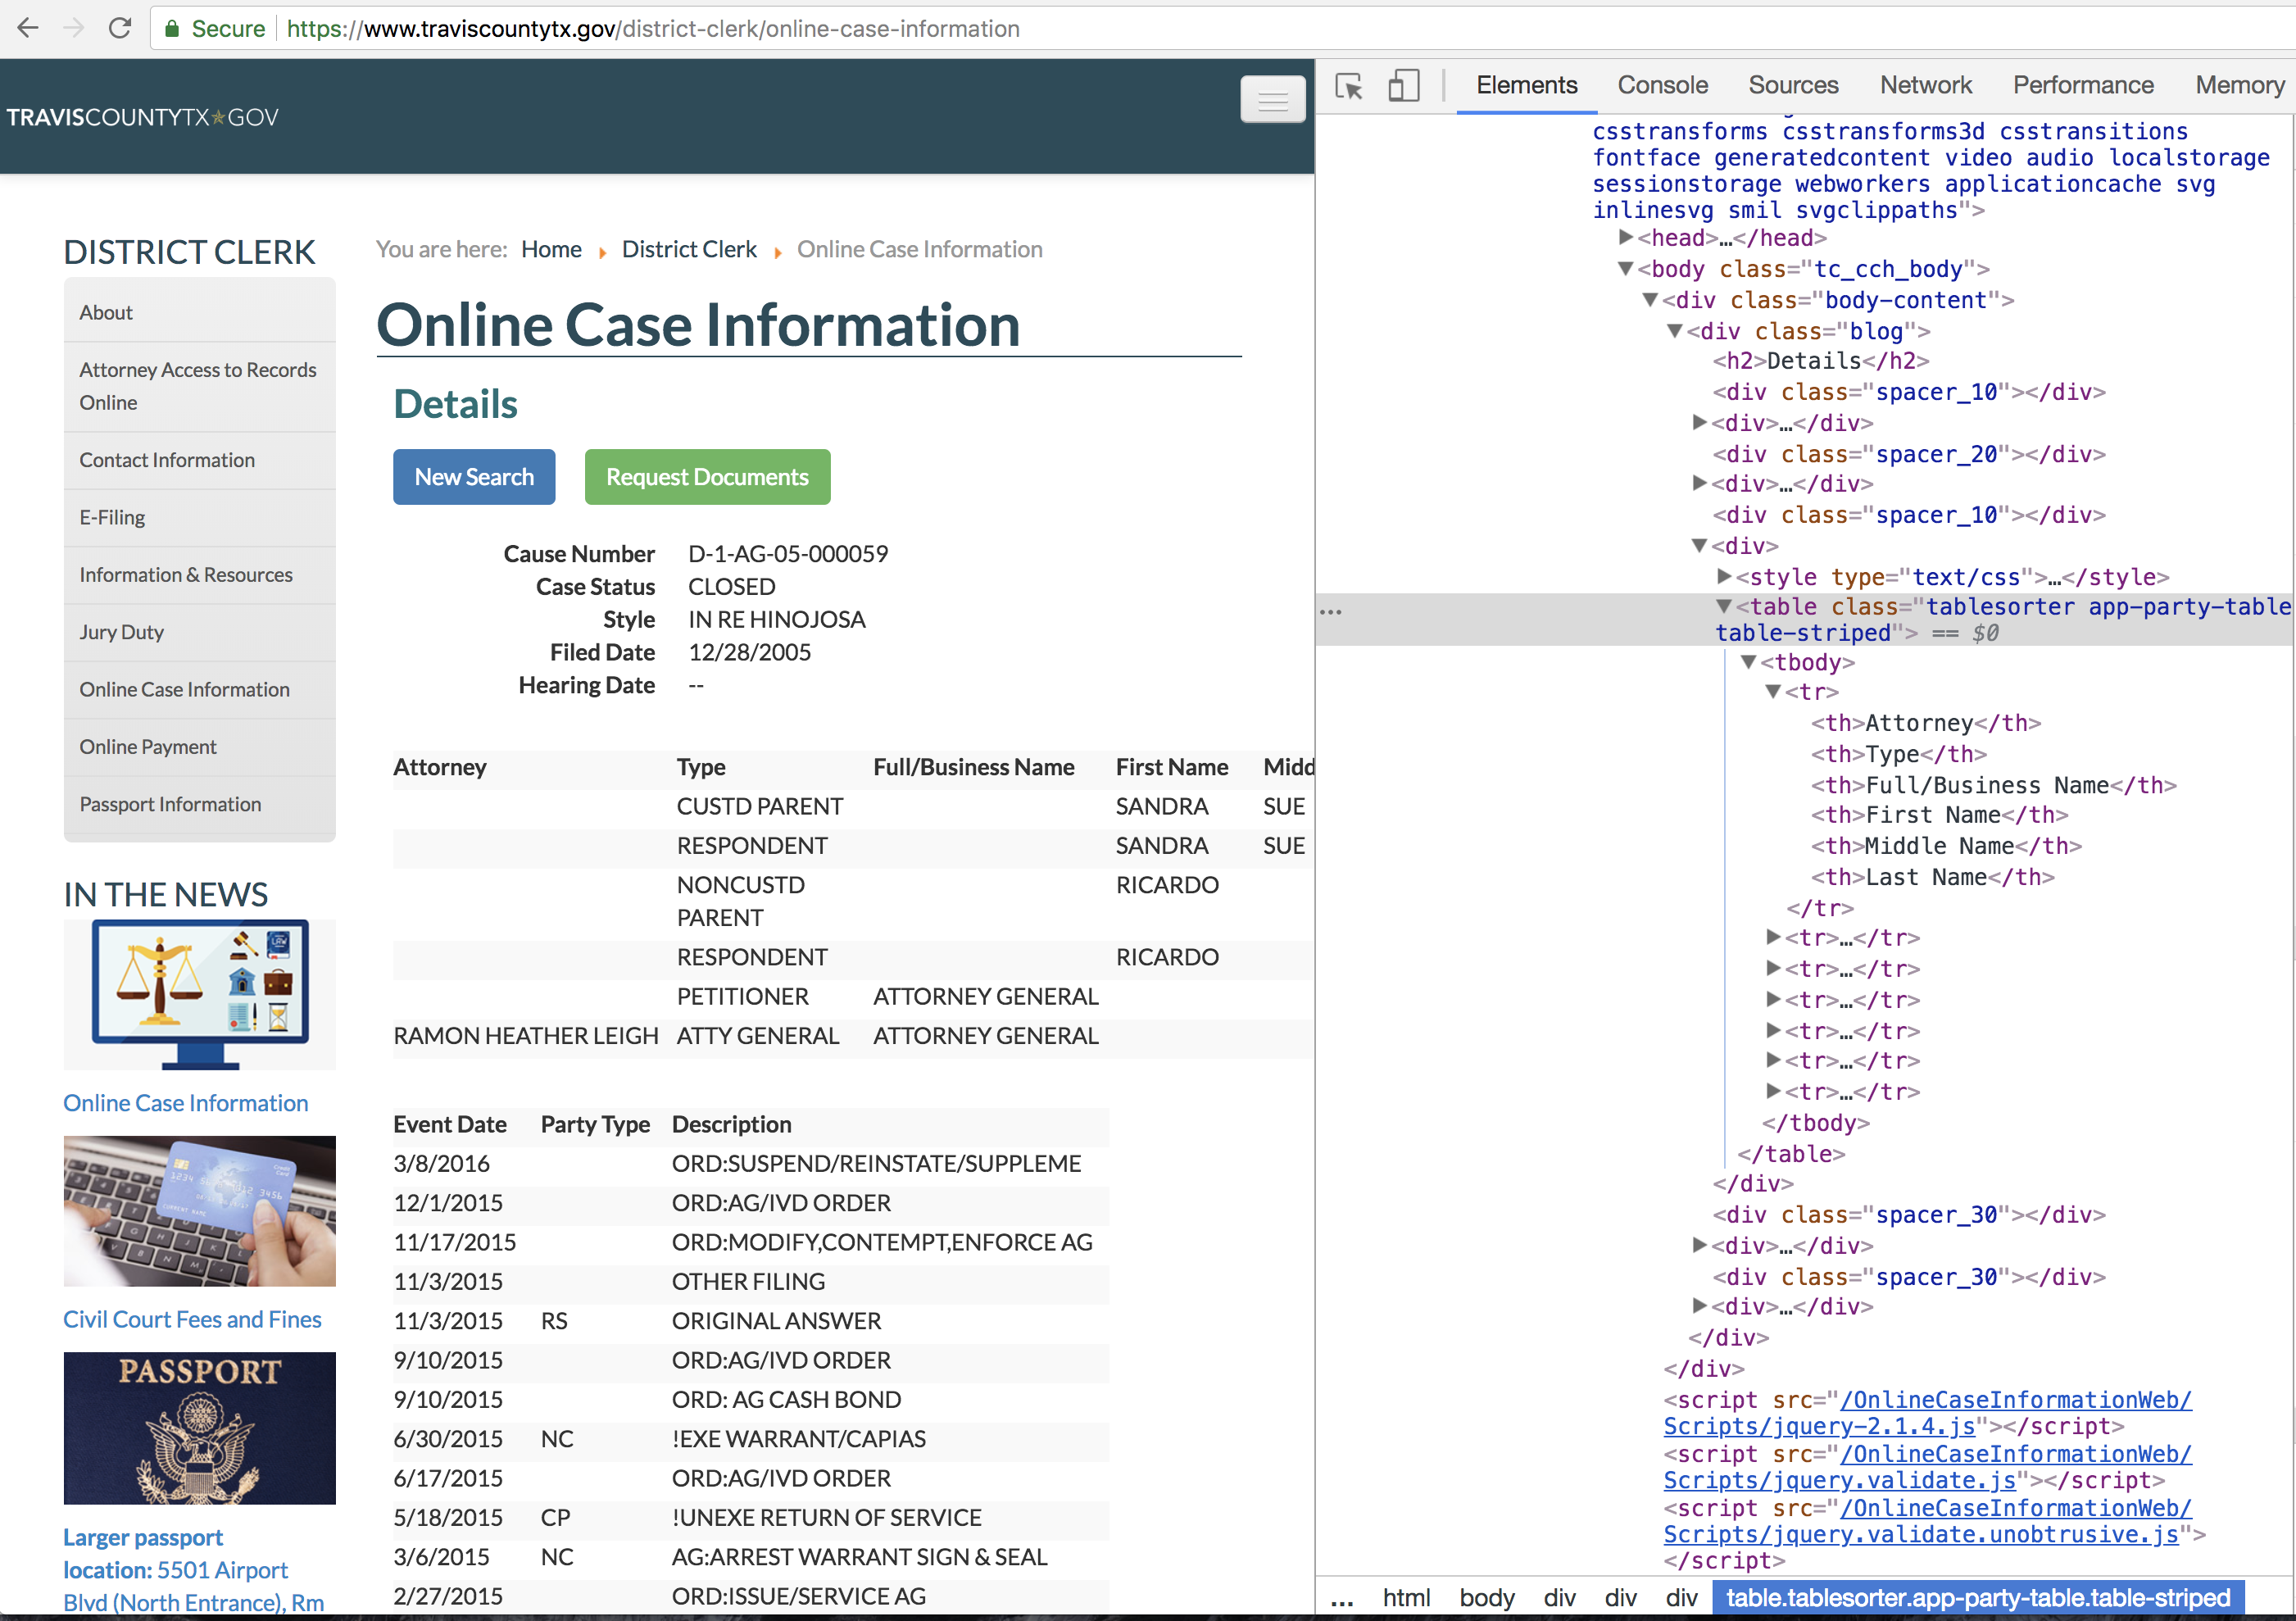 Secure https://www.traviscountytx.gov/district-clerk/online-case-information
TRAVISCOUNTYTX★GOV
DISTRICT CLERK
About
Attorney Access to Records
Online
Contact Information
E-Filing
Information & Resources
Jury Duty
Online Case Information
Online Payment
Passport Information
IN THE NEWS
LAW
Online Case Information
Credit
Card
CURRENT NAME
Civil Court Fees and Fines
PASSPORT
Larger passport
location: 5501 Airport
Blvd (North Entrance), Rm
You are here: Home District Clerk Online Case Information
Online Case Information
Details
New Search Request Documents
Cause Number D-1-AG-05-000059
Case Status CLOSED
Style IN RE HINOJOSA
Filed Date 12/28/2005
Hearing Date --
Attorney Type Full/Business Name First Name Midd
CUSTD PARENT SANDRA SUE
RESPONDENT SANDRA SUE
NONCUSTD RICARDO
PARENT
RESPONDENT RICARDO
PETITIONER ATTORNEY GENERAL
RAMON HEATHER LEIGH ATTY GENERAL ATTORNEY GENERAL
Event Date Party Type Description
3/8/2016 ORD:SUSPEND/REINSTATE/SUPPLEME
12/1/2015 ORD:AG/IVD ORDER
11/17/2015 ORD:MODIFY,CONTEMPT,ENFORCE AG
11/3/2015 OTHER FILING
11/3/2015 RS ORIGINAL ANSWER
9/10/2015 ORD:AG/IVD ORDER
9/10/2015 ORD: AG CASH BOND
6/30/2015 NC !EXE WARRANT/CAPIAS
6/17/2015 ORD:AG/IVD ORDER
5/18/2015 CP !UNEXE RETURN OF SERVICE
3/6/2015 NC AG:ARREST WARRANT SIGN & SEAL
2/27/2015 ORD:ISSUE/SERVICE AG
Elements Console Sources Network Performance Memory
csstransforms csstransforms3d csstransitions
fontface generatedcontent video audio localstorage
sessionstorage webworkers applicationcache svg
inlinesvg smil svgclippaths">
<head>…</head>
<body class="tc_cch_body">
<div class="body-content">
<div class="blog">
<h2>Details</h2>
<div class="spacer_10"></div>
<div>…</div>
<div class="spacer_20"></div>
<div>…</div>
<div class="spacer_10"></div>
<div>
<style type="text/css">…</style>
... <table class="tablesorter app-party-table
table-striped"> == $0
<tbody>
<tr>
<th>Attorney</th>
<th>Type</th>
<th>Full/Business Name</th>
<th>First Name</th>
<th>Middle Name</th>
<th>Last Name</th>
</tr>
<tr>…</tr>
<tr>…</tr>
<tr>…</tr>
<tr>…</tr>
<tr>…</tr>
<tr>…</tr>
</tbody>
</table>
</div>
<div class="spacer_30"></div>
<div>…</div>
<div class="spacer_30"></div>
<div>…</div>
</div>
</div>
<script src="/OnlineCaseInformationWeb/
Scripts/jquery-2.1.4.js"></script>
<script src="/OnlineCaseInformationWeb/
Scripts/jquery.validate.js"></script>
<script src="/OnlineCaseInformationWeb/
Scripts/jquery.validate.unobtrusive.js">
</script>
... html body div div div table.tablesorter.app-party-table.table-striped